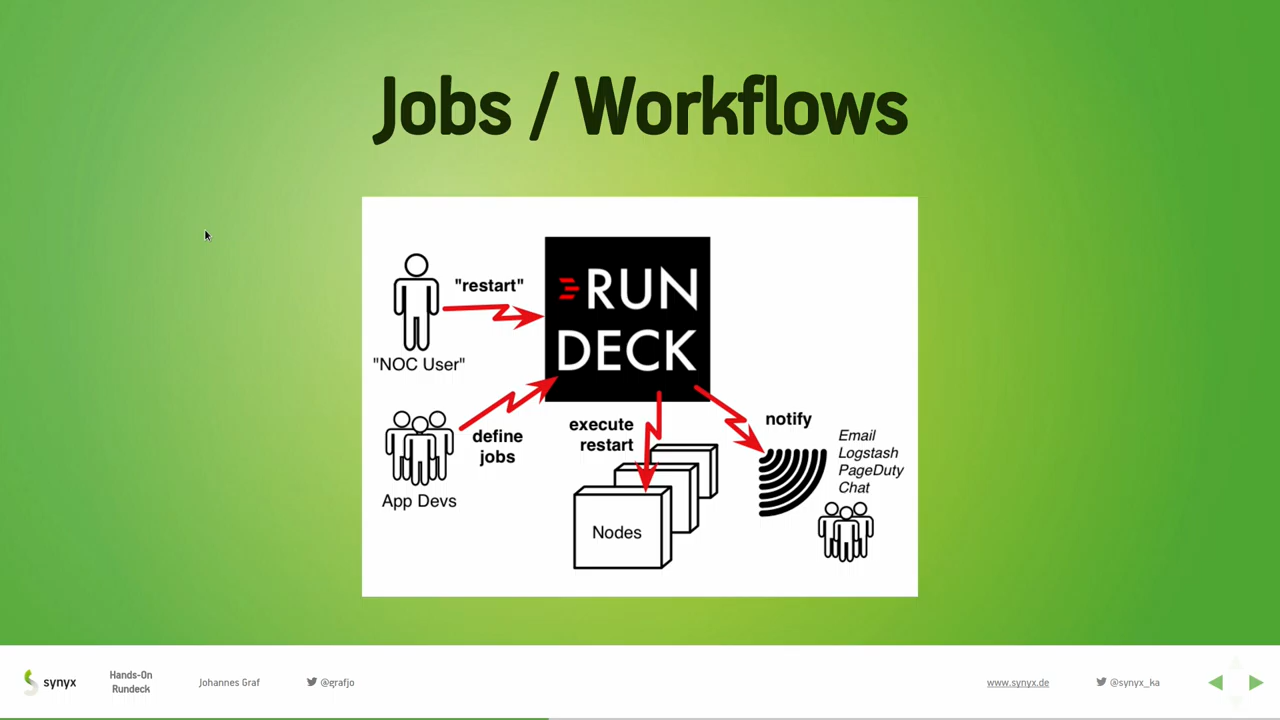 Jobs / Workflows
"restart"
RUN
DECK
"NOC User"
define
jobs
App Devs
execute
restart
Nodes
notify
Email
Logstash
PageDuty
Chat
synyx
Hands-On
Rundeck
Johannes Graf
@grafjo
www.synyx.de
@synyx_ka